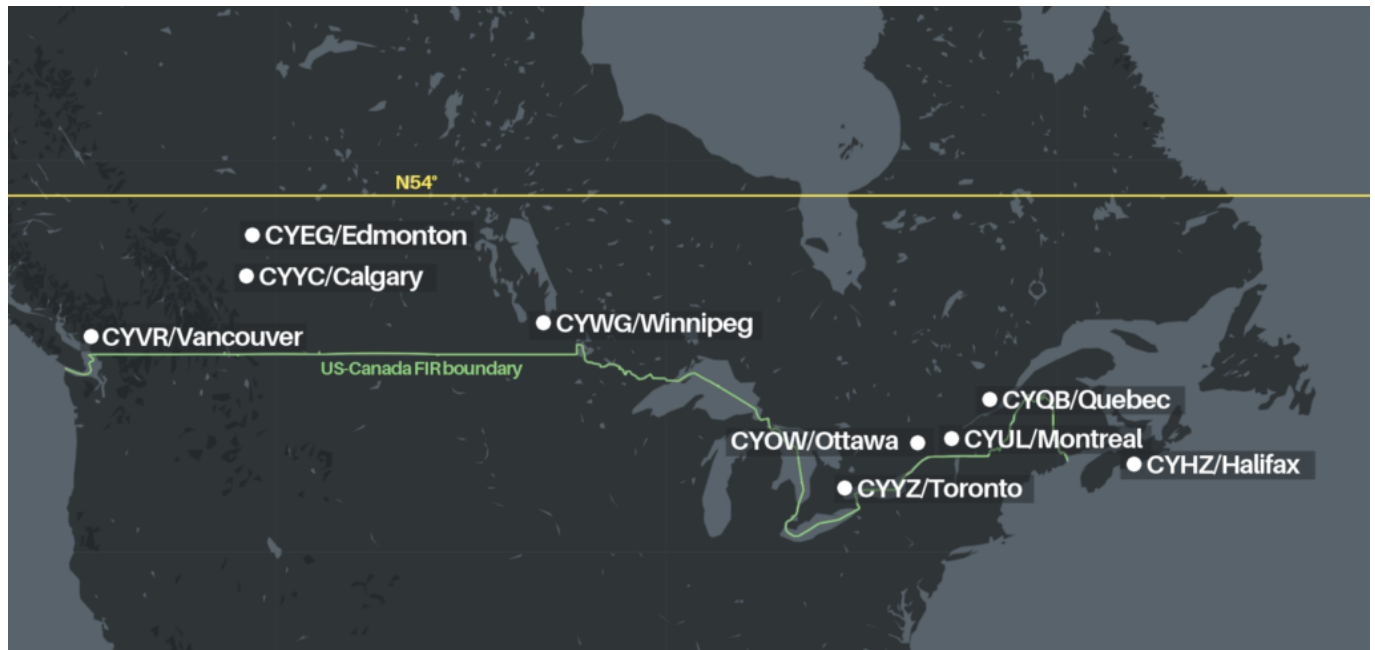 N54°
CYEG/Edmonton
CYYC/Calgary
CYWG/Winnipeg
CYVR/Vancouver
US-Canada FIR boundary
CYQB/Quebec
CYOW/Ottawa
CYUL/Montreal
CYHZ/Halifax
CYYZ/Toronto